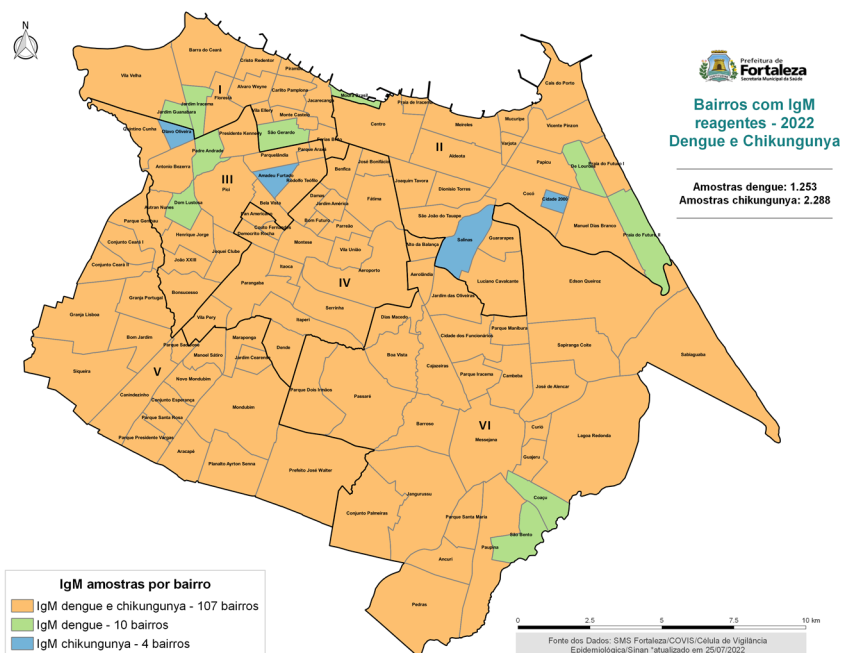 N
Prefeitura de
Fortaleza
Secretaria Municipal da Saúde
Bairros com IgM
reagentes - 2022
Dengue e Chikungunya
Amostras dengue: 1.253
Amostras chikungunya: 2.288
Barra do Ceará
Vila Velha
Cristo Redentor
Pirambu
I
Floresta
Alvaro Weyne
Carlito Pamplona
Jardim Iracema
Jacarecanga
Jardim Guanabara
Vila Ellery
Monte Castelo
Moura Brasil
Praia de Iracema
Cais do Porto
Quintino Cunha
Olavo Oliveira
Presidente Kennedy
São Gerardo
Farias Brito
Centro
Meireles
Mucuripe
Vicente Pinzon
Varjota
II
Aldeota
Papicu
De Lourdes
Praia do Futuro I
Padre Andrade
Parquelândia
Parque Araxá
Antonio Bezerra
III
Pici
Amadeu Furtado
Rodolfo Teófilo
Benfica
José Bonifácio
Joaquim Tavora
Dionísio Torres
Cocó
Cidade 2000
Dom Lustosa
Autran Nunes
Bela Vista
Damas
Jardim América
Fátima
Pan Americano
Couto Fernandes
Democrito Rocha
Bom Futuro
Parreão
São João do Tauape
Manuel Dias Branco
Praia do Futuro II
Parque Genibau
Henrique Jorge
Conjunto Ceará I
Jóquei Clube
Montese
Vila União
Alto da Balança
Salinas
Guararapes
João XXIII
Conjunto Ceará II
Itaoca
Aeroporto
Aerolândia
Luciano Cavalcante
Edson Queiroz
Parangaba
IV
Bonsucesso
Granja Portugal
Jardim das Oliveiras
Serrinha
Granja Lisboa
Vila Pery
Itaperi
Dias Macedo
Parque Manibura
Cidade dos Funcionários
Bom Jardim
Maraponga
Sapiranga Coité
Manoel Sátiro
Dendê
Boa Vista
Sabiaguaba
Jardim Cearense
Cajazeiras
Siqueira
V
Parque Iracema
Cambeba
Novo Mondubim
José de Alencar
Parque Dois Irmãos
Passaré
Canindezinho
Conjunto Esperança
Mondubim
Parque Santa Rosa
Barroso
VI
Curió
Lagoa Redonda
Parque Presidente Vargas
Messejana
Aracapé
Guajeru
Planalto Ayrton Senna
Prefeito José Walter
Jangurussu
Coaçu
Conjunto Palmeiras
Parque Santa Maria
São Bento
Paupina
Ancuri
Pedras
IgM amostras por bairro
IgM dengue e chikungunya - 107 bairros
IgM dengue - 10 bairros
IgM chikungunya - 4 bairros
0 2.5 5 7.5 10 km
Fonte dos Dados: SMS Fortaleza/COVIS/Célula de Vigilância
Epidemiológica/Sinan *atualizado em 25/07/2022